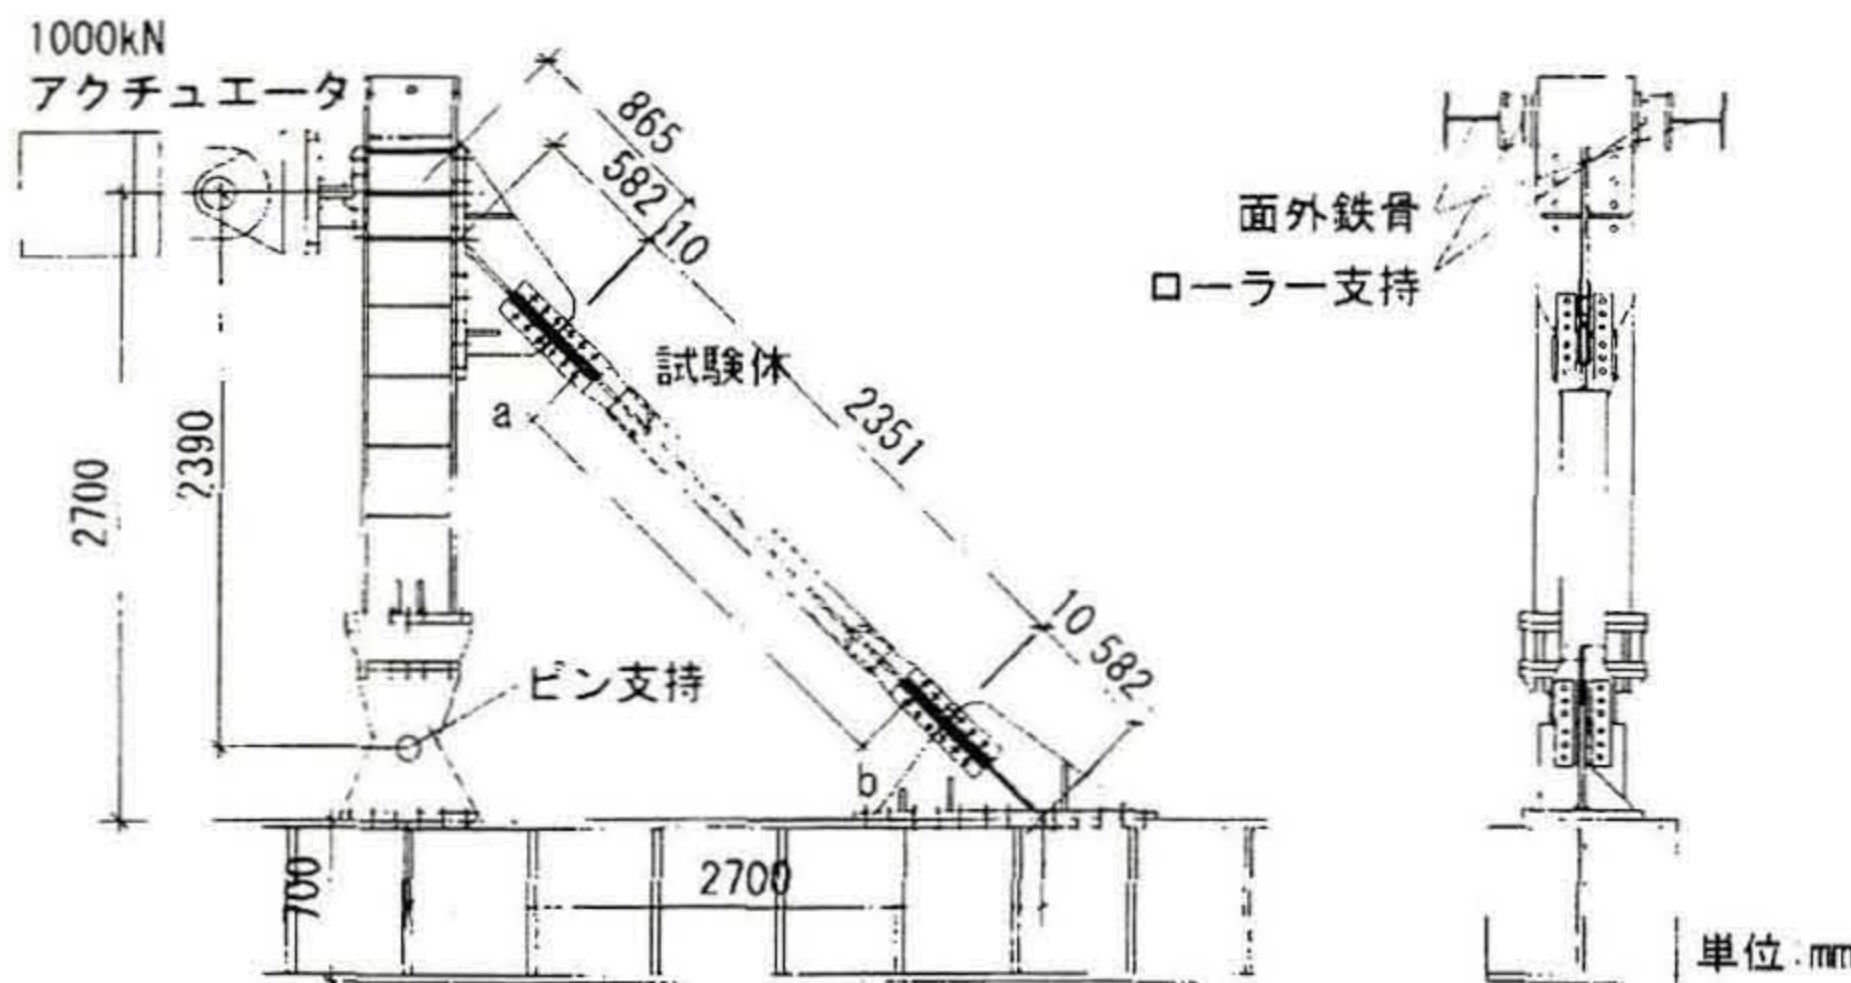 1000kN
アクチュエータ
865
582
10
面外鉄骨
ローラー支持
試験体
a
2351
2390
2700
10
582
ピン支持
b
700
2700
単位:mm